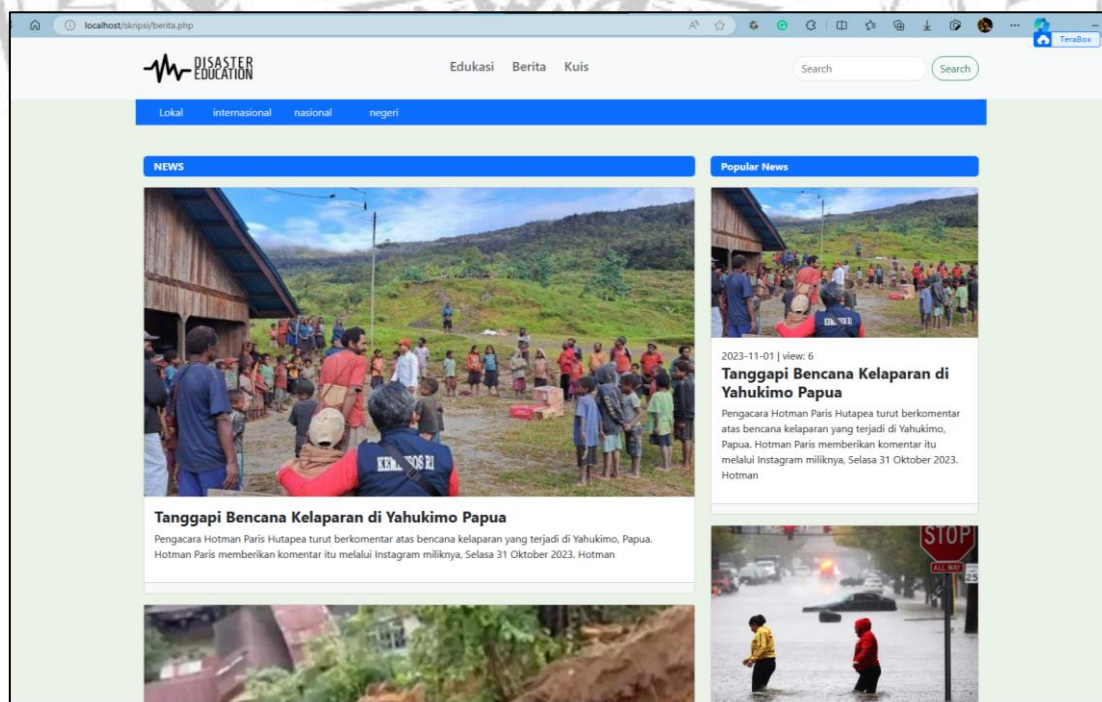 localhost/skripsi/berita.php
TeraBox
DISASTER
EDUCATION
Edukasi Berita Kuis
Search
Search
Lokal internasional nasional negeri
NEWS
Tanggapi Bencana Kelaparan di Yahukimo Papua
Pengacara Hotman Paris Hutapea turut berkomentar atas bencana kelaparan yang terjadi di Yahukimo, Papua.
Hotman Paris memberikan komentar itu melalui Instagram miliknya, Selasa 31 Oktober 2023. Hotman
Popular News
2023-11-01 | view: 6
Tanggapi Bencana Kelaparan di
Yahukimo Papua
Pengacara Hotman Paris Hutapea turut berkomentar
atas bencana kelaparan yang terjadi di Yahukimo,
Papua. Hotman Paris memberikan komentar itu
melalui Instagram miliknya, Selasa 31 Oktober 2023.
Hotman
STOP
ALL WAY
25